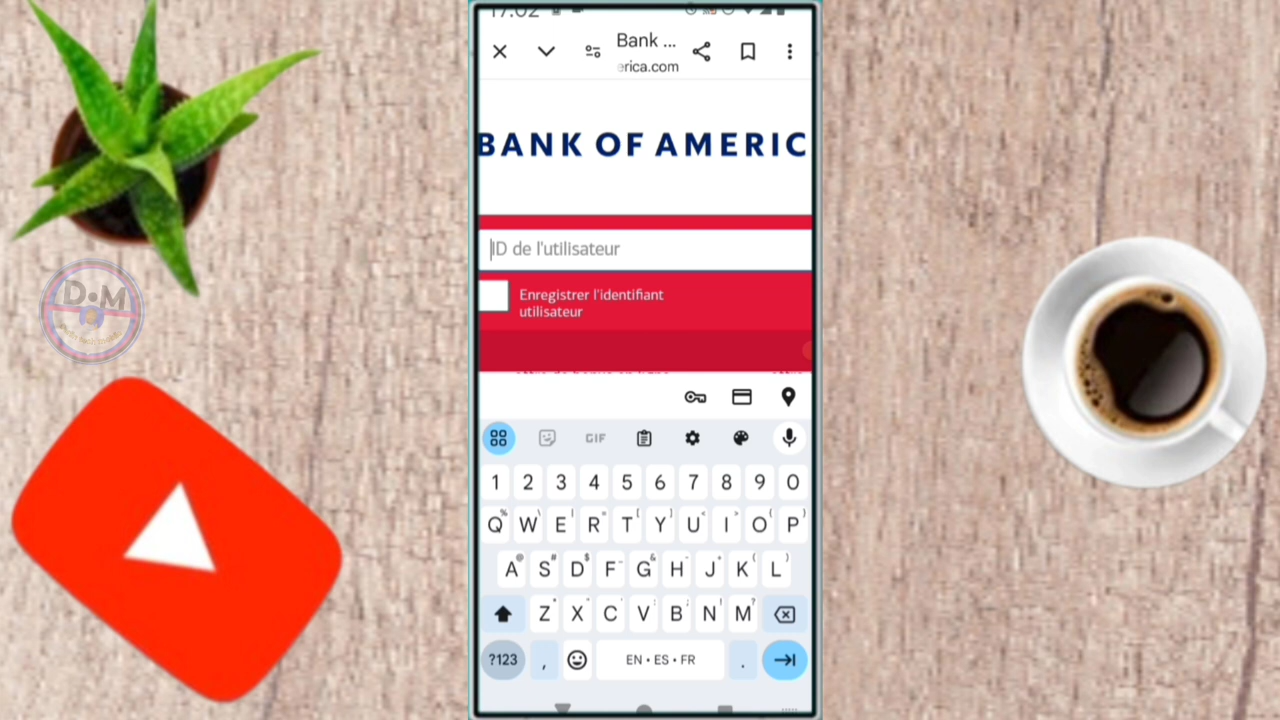 17:02
Bank ...
erica.com
BANK OF AMERIC
ID de l'utilisateur
Enregistrer l'identifiant
utilisateur
D•M
GIF
1 2 3 4 5 6 7 8 9 0
Q W E R T Y U I O P
A S D F G H J K L
Z X C V B N M
?123 , EN • ES • FR .